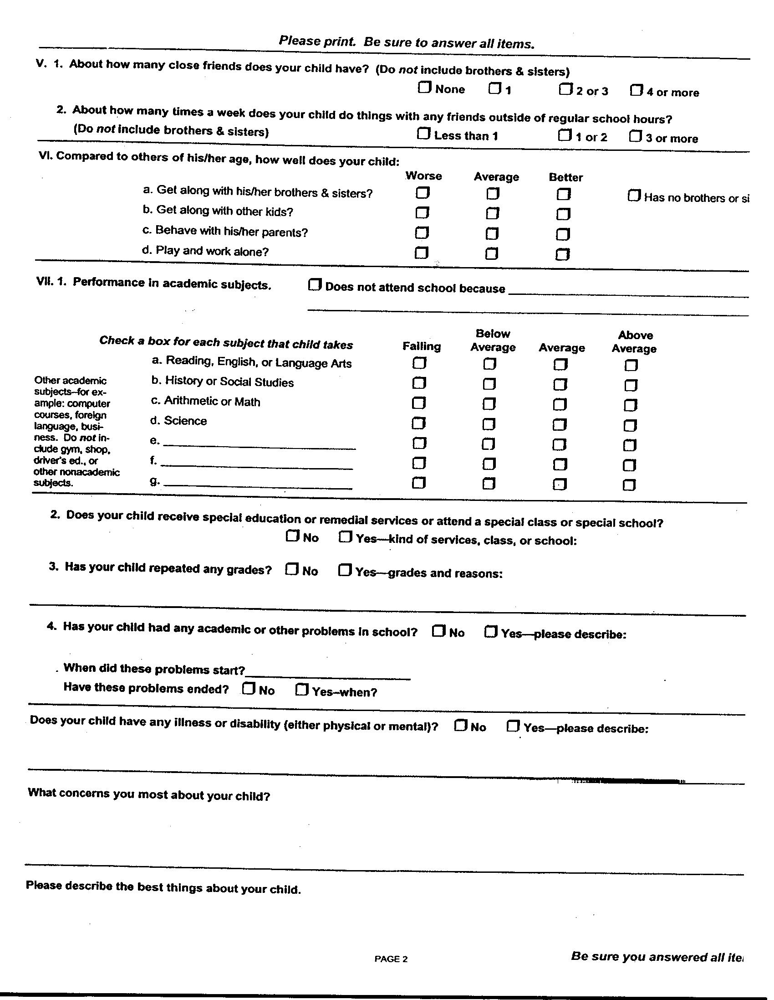 Please print. Be sure to answer all items.
V. 1. About how many close friends does your child have? (Do not include brothers & sisters)
None 1 2 or 3 4 or more
2. About how many times a week does your child do things with any friends outside of regular school hours?
(Do not include brothers & sisters) Less than 1 1 or 2 3 or more
VI. Compared to others of his/her age, how well does your child:
Worse Average Better
a. Get along with his/her brothers & sisters? Has no brothers or si
b. Get along with other kids?
c. Behave with his/her parents?
d. Play and work alone?
VII. 1. Performance in academic subjects. Does not attend school because
Check a box for each subject that child takes Failing Below Average Average Above Average
a. Reading, English, or Language Arts
b. History or Social Studies
c. Arithmetic or Math
d. Science
e.
f.
g.
Other academic
subjects–for ex-
ample: computer
courses, foreign
language, busi-
ness. Do not in-
clude gym, shop,
driver's ed., or
other nonacademic
subjects.
2. Does your child receive special education or remedial services or attend a special class or special school?
No Yes—kind of services, class, or school:
3. Has your child repeated any grades? No Yes—grades and reasons:
4. Has your child had any academic or other problems in school? No Yes—please describe:
When did these problems start?
Have these problems ended? No Yes–when?
Does your child have any illness or disability (either physical or mental)? No Yes—please describe:
What concerns you most about your child?
Please describe the best things about your child.
PAGE 2 Be sure you answered all ite